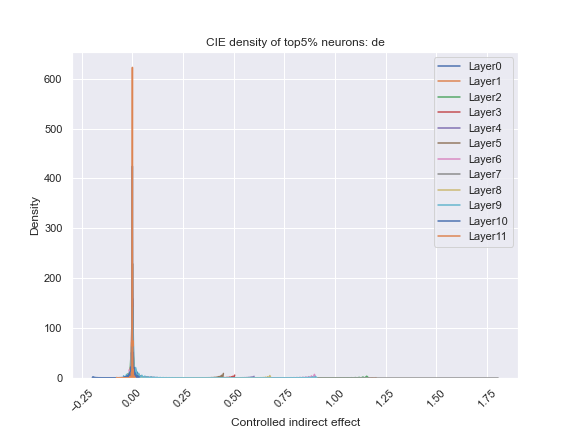 CIE density of top5% neurons: de
Layer0
Layer1
Layer2
Layer3
Layer4
Layer5
Layer6
Layer7
Layer8
Layer9
Layer10
Layer11
Density
600
500
400
300
200
100
0
−0.25 0.00 0.25 0.50 0.75 1.00 1.25 1.50 1.75
Controlled indirect effect